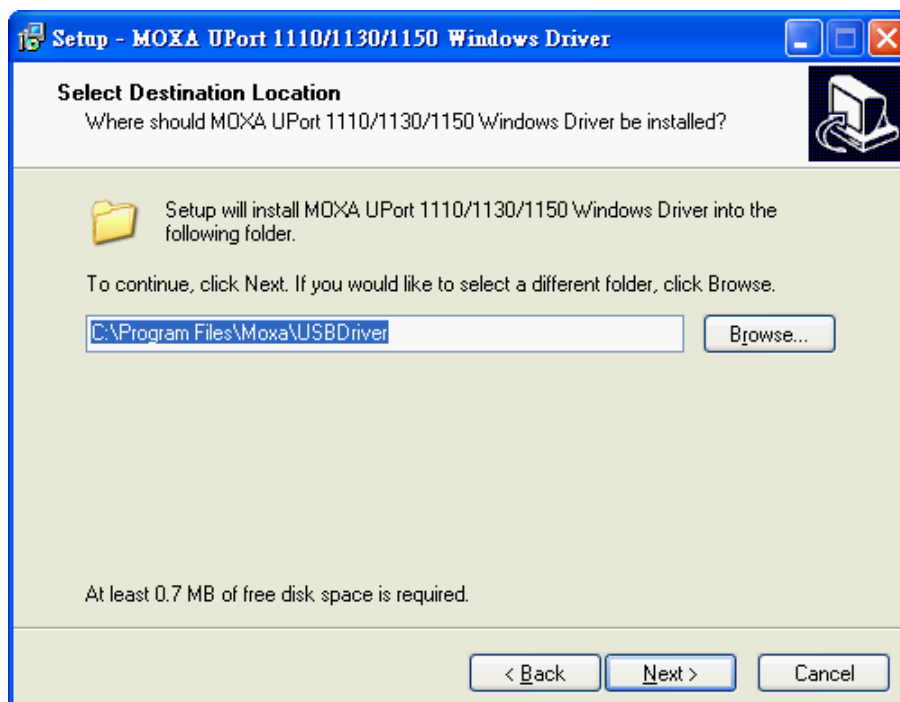 Setup - MOXA UPort 1110/1130/1150 Windows Driver
Select Destination Location
Where should MOXA UPort 1110/1130/1150 Windows Driver be installed?
Setup will install MOXA UPort 1110/1130/1150 Windows Driver into the
following folder.
To continue, click Next. If you would like to select a different folder, click Browse.
C:\Program Files\Moxa\USBDriver
Browse...
At least 0.7 MB of free disk space is required.
< Back
Next >
Cancel